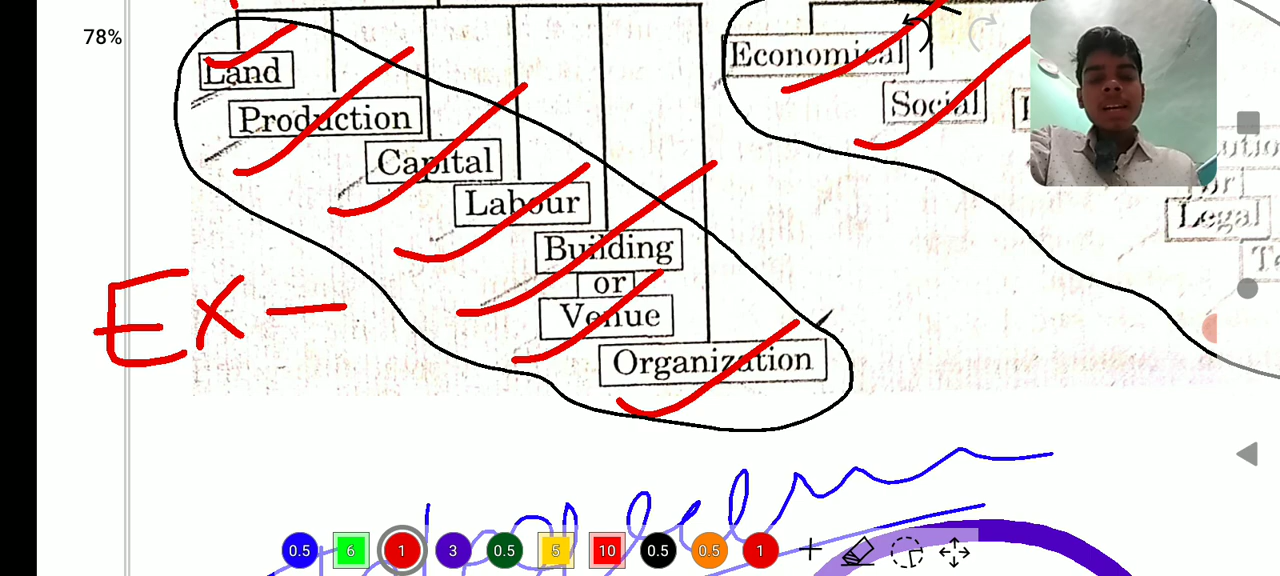 78%
Land
Economical
Production
Social
Capital
Labour
or
Legal
Building
or
Venue
Ex -
Organization
0.5 6 1 3 0.5 5 10 0.5 0.5 1